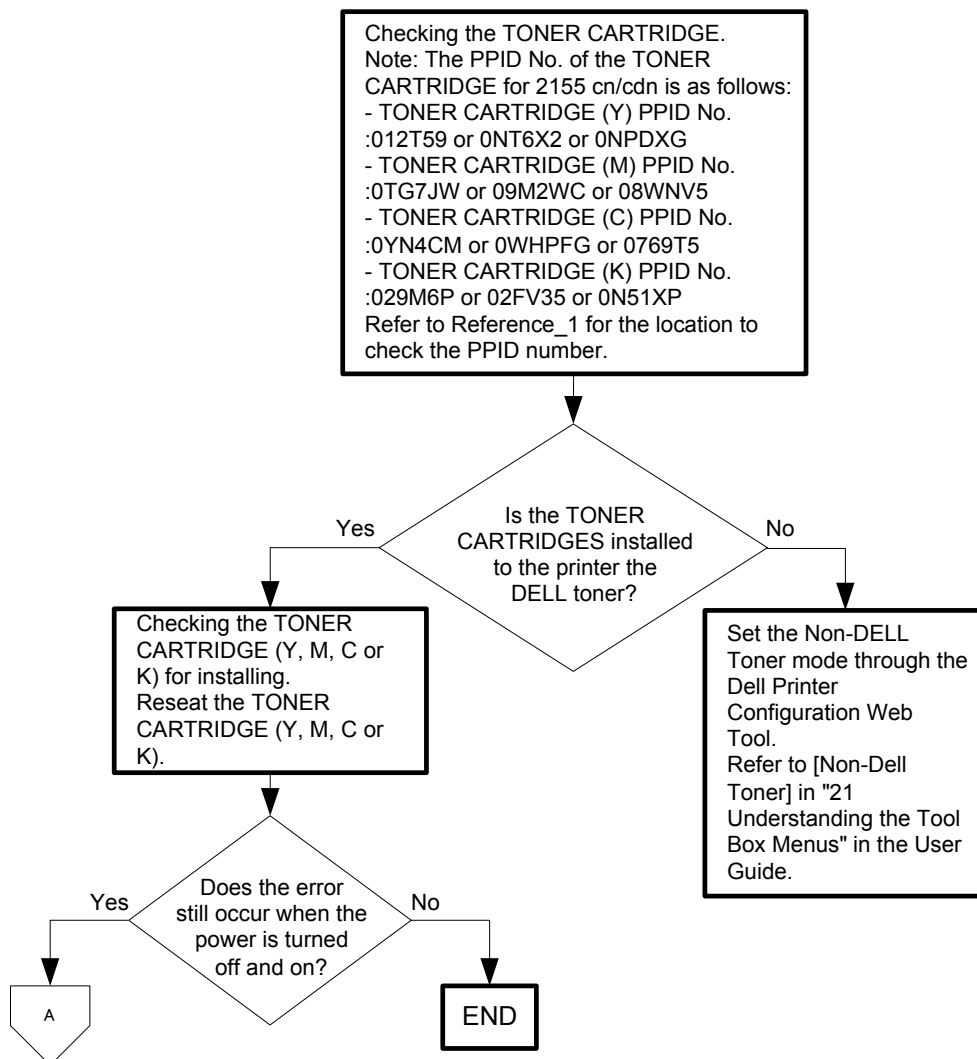 Checking the TONER CARTRIDGE.
Note: The PPID No. of the TONER
CARTRIDGE for 2155 cn/cdn is as follows:
- TONER CARTRIDGE (Y) PPID No.
:012T59 or 0NT6X2 or 0NPDXG
- TONER CARTRIDGE (M) PPID No.
:0TG7JW or 09M2WC or 08WNV5
- TONER CARTRIDGE (C) PPID No.
:0YN4CM or 0WHPFG or 0769T5
- TONER CARTRIDGE (K) PPID No.
:029M6P or 02FV35 or 0N51XP
Refer to Reference_1 for the location to
check the PPID number.
Yes
Is the TONER
CARTRIDGES installed
to the printer the
DELL toner?
No
Checking the TONER
CARTRIDGE (Y, M, C or
K) for installing.
Reseat the TONER
CARTRIDGE (Y, M, C or
K).
Set the Non-DELL
Toner mode through the
Dell Printer
Configuration Web
Tool.
Refer to [Non-Dell
Toner] in "21
Understanding the Tool
Box Menus" in the User
Guide.
Yes
Does the error
still occur when the
power is turned
off and on?
No
A
END